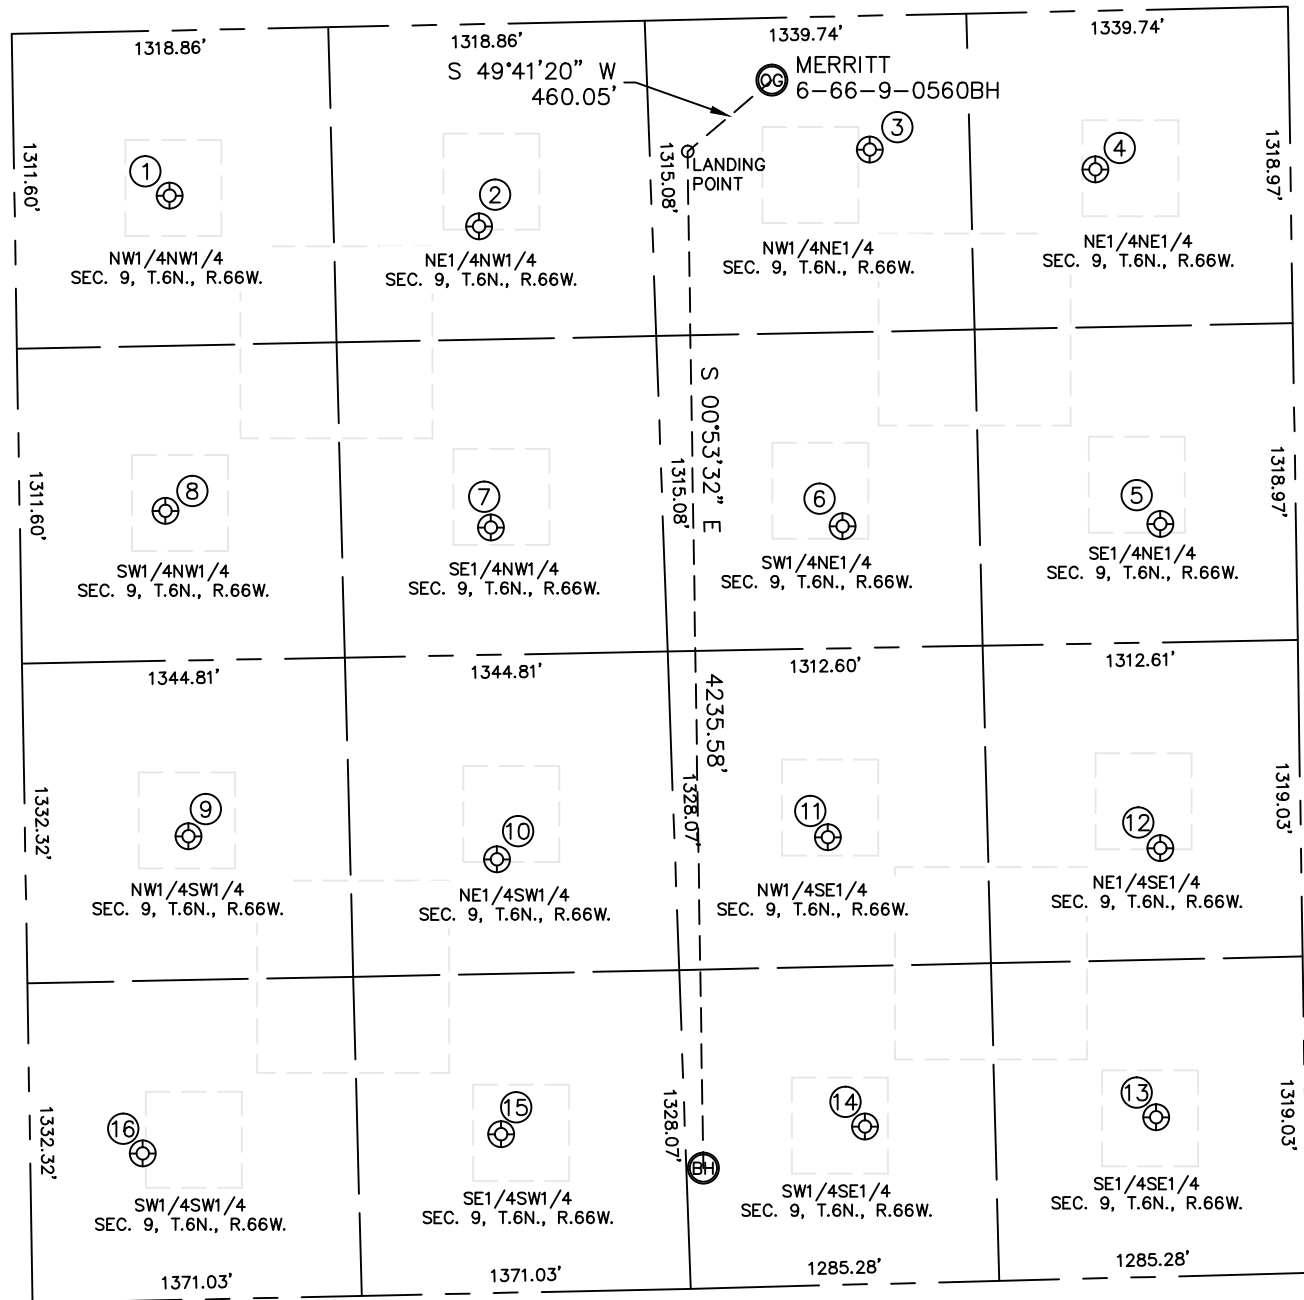 1318.86'
1318.86'
1339.74'
1339.74'
S 49°41'20" W
460.05'
OG
MERRITT
6-66-9-0560BH
1311.60'
1
2
1315.08'
LANDING
POINT
3
4
1318.97'
NW1/4NW1/4
SEC. 9, T.6N., R.66W.
NE1/4NW1/4
SEC. 9, T.6N., R.66W.
NW1/4NE1/4
SEC. 9, T.6N., R.66W.
NE1/4NE1/4
SEC. 9, T.6N., R.66W.
S 00°53'32" E
1311.60'
8
7
1315.08'
6
5
1318.97'
SW1/4NW1/4
SEC. 9, T.6N., R.66W.
SE1/4NW1/4
SEC. 9, T.6N., R.66W.
SW1/4NE1/4
SEC. 9, T.6N., R.66W.
SE1/4NE1/4
SEC. 9, T.6N., R.66W.
1344.81'
1344.81'
1312.60'
1312.61'
4235.58'
1332.32'
9
10
1328.07'
11
12
1319.03'
NW1/4SW1/4
SEC. 9, T.6N., R.66W.
NE1/4SW1/4
SEC. 9, T.6N., R.66W.
NW1/4SE1/4
SEC. 9, T.6N., R.66W.
NE1/4SE1/4
SEC. 9, T.6N., R.66W.
1332.32'
16
15
1328.07'
BH
14
13
1319.03'
SW1/4SW1/4
SEC. 9, T.6N., R.66W.
SE1/4SW1/4
SEC. 9, T.6N., R.66W.
SW1/4SE1/4
SEC. 9, T.6N., R.66W.
SE1/4SE1/4
SEC. 9, T.6N., R.66W.
1371.03'
1371.03'
1285.28'
1285.28'